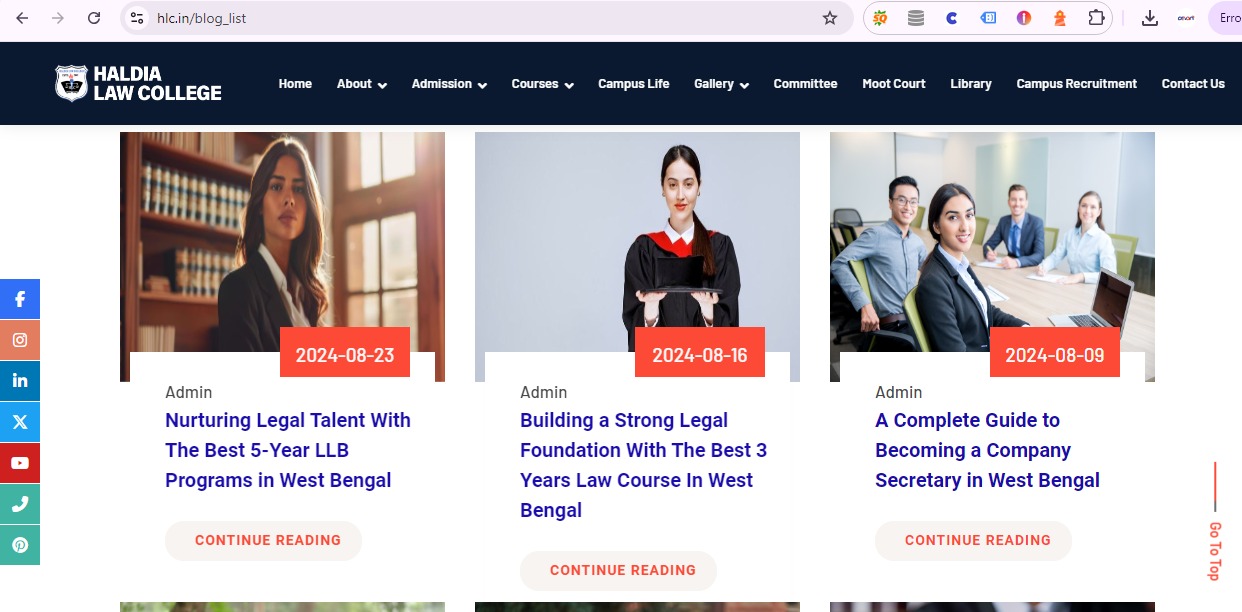 hlc.in/blog_list
Erro
HALDIA
LAW COLLEGE
Home About Admission Courses Campus Life Gallery Committee Moot Court Library Campus Recruitment Contact Us
2024-08-23
Admin
Nurturing Legal Talent With
The Best 5-Year LLB
Programs in West Bengal
CONTINUE READING
2024-08-16
Admin
Building a Strong Legal
Foundation With The Best 3
Years Law Course In West
Bengal
CONTINUE READING
2024-08-09
Admin
A Complete Guide to
Becoming a Company
Secretary in West Bengal
CONTINUE READING
Go To Top